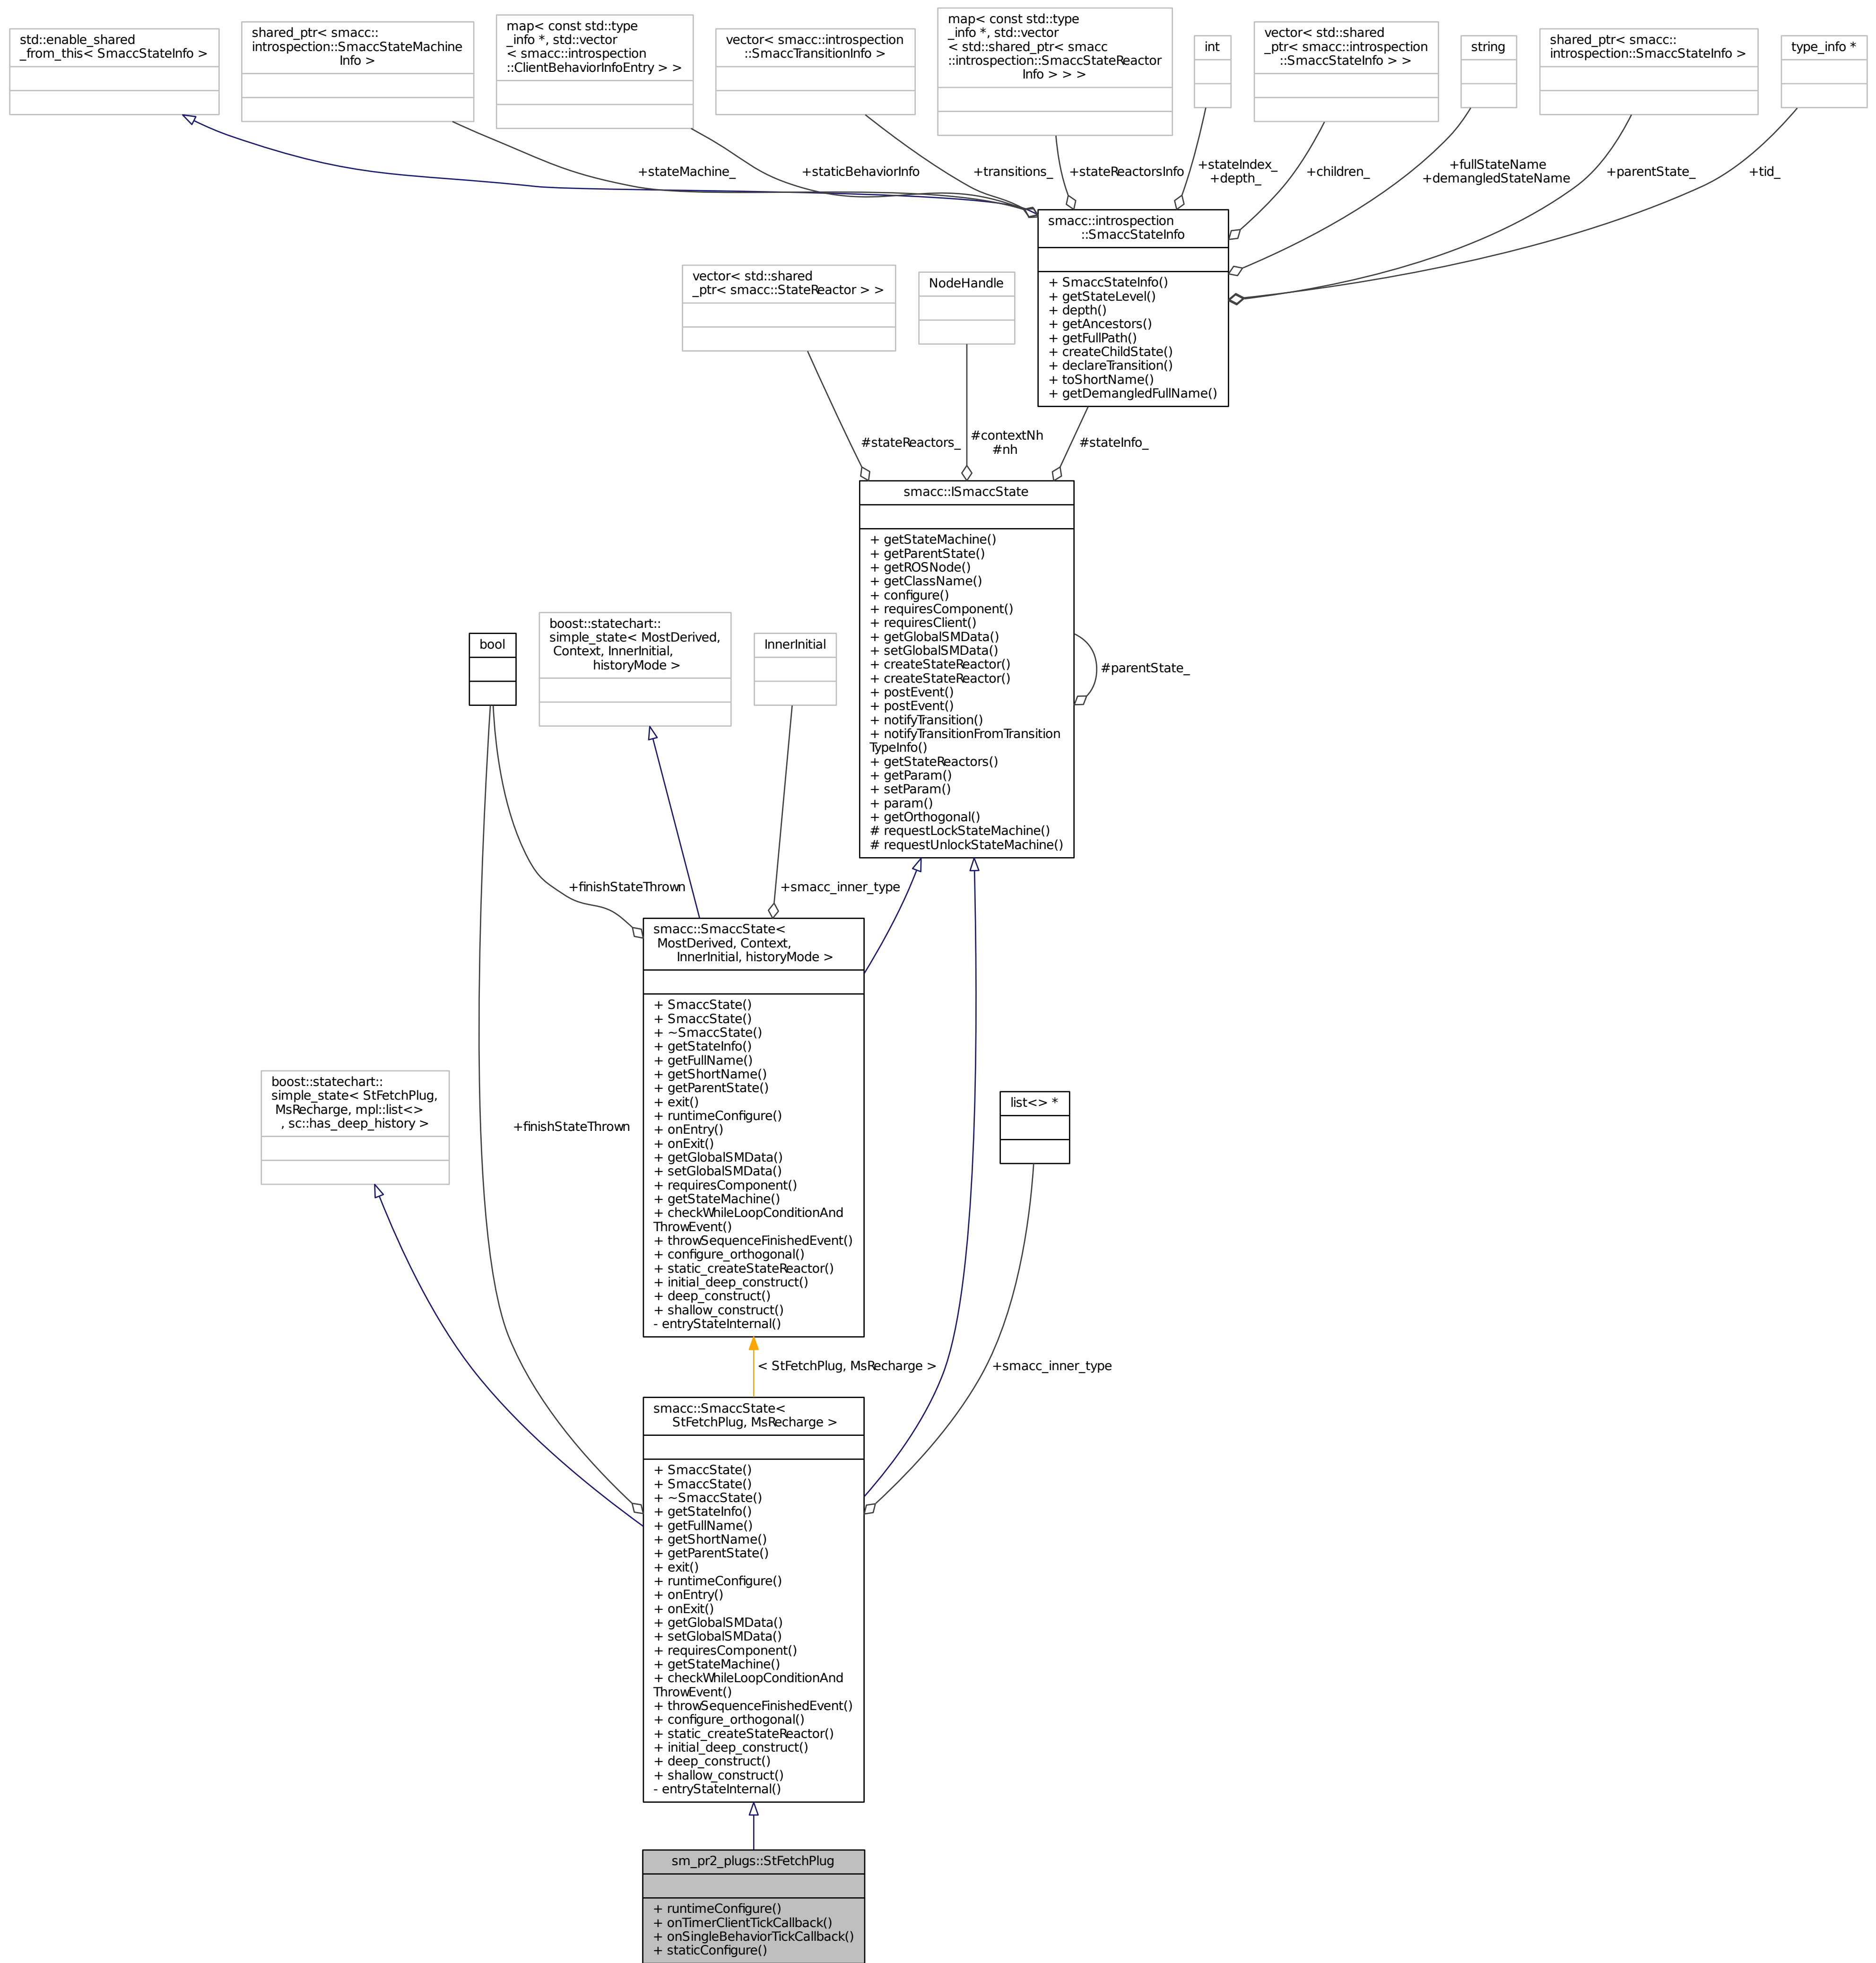 std::enable_shared
_from_this< SmaccStateInfo >
shared_ptr< smacc::
introspection::SmaccStateMachine
Info >
map< const std::type
_info *, std::vector
< smacc::introspection
::ClientBehaviorInfoEntry > >
vector< smacc::introspection
::SmaccTransitionInfo >
map< const std::type
_info *, std::vector
< std::shared_ptr< smacc
::introspection::SmaccStateReactor
Info > > >
int
vector< std::shared
_ptr< smacc::introspection
::SmaccStateInfo > >
string
shared_ptr< smacc::
introspection::SmaccStateInfo >
type_info *
+stateMachine_
+staticBehaviorInfo
+transitions_
+stateReactorsInfo
+stateIndex_
+depth_
+children_
+fullStateName
+demangledStateName
+parentState_
+tid_
smacc::introspection
::SmaccStateInfo
+ SmaccStateInfo()
+ getStateLevel()
+ depth()
+ getAncestors()
+ getFullPath()
+ createChildState()
+ declareTransition()
+ toShortName()
+ getDemangledFullName()
vector< std::shared
_ptr< smacc::StateReactor > >
NodeHandle
#stateReactors_
#contextNh
#nh
#stateInfo_
smacc::ISmaccState
+ getStateMachine()
+ getParentState()
+ getROSNode()
+ getClassName()
+ configure()
+ requiresComponent()
+ requiresClient()
+ getGlobalSMData()
+ setGlobalSMData()
+ createStateReactor()
+ createStateReactor()
+ postEvent()
+ postEvent()
+ notifyTransition()
+ notifyTransitionFromTransition
TypeInfo()
+ getStateReactors()
+ getParam()
+ setParam()
+ param()
+ getOrthogonal()
# requestLockStateMachine()
# requestUnlockStateMachine()
#parentState_
bool
boost::statechart::
simple_state< MostDerived,
Context, InnerInitial,
historyMode >
InnerInitial
+finishStateThrown
+smacc_inner_type
smacc::SmaccState<
MostDerived, Context,
InnerInitial, historyMode >
+ SmaccState()
+ SmaccState()
+ ~SmaccState()
+ getStateInfo()
+ getFullName()
+ getShortName()
+ getParentState()
+ exit()
+ runtimeConfigure()
+ onEntry()
+ onExit()
+ getGlobalSMData()
+ setGlobalSMData()
+ requiresComponent()
+ getStateMachine()
+ checkWhileLoopConditionAnd
ThrowEvent()
+ throwSequenceFinishedEvent()
+ configure_orthogonal()
+ static_createStateReactor()
+ initial_deep_construct()
+ deep_construct()
+ shallow_construct()
- entryStateInternal()
boost::statechart::
simple_state< StFetchPlug,
MsRecharge, mpl::list<>
, sc::has_deep_history >
+finishStateThrown
list<> *
< StFetchPlug, MsRecharge >
+smacc_inner_type
smacc::SmaccState<
StFetchPlug, MsRecharge >
+ SmaccState()
+ SmaccState()
+ ~SmaccState()
+ getStateInfo()
+ getFullName()
+ getShortName()
+ getParentState()
+ exit()
+ runtimeConfigure()
+ onEntry()
+ onExit()
+ getGlobalSMData()
+ setGlobalSMData()
+ requiresComponent()
+ getStateMachine()
+ checkWhileLoopConditionAnd
ThrowEvent()
+ throwSequenceFinishedEvent()
+ configure_orthogonal()
+ static_createStateReactor()
+ initial_deep_construct()
+ deep_construct()
+ shallow_construct()
- entryStateInternal()
sm_pr2_plugs::StFetchPlug
+ runtimeConfigure()
+ onTimerClientTickCallback()
+ onSingleBehaviorTickCallback()
+ staticConfigure()